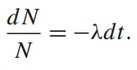 dN/N = −λdt.